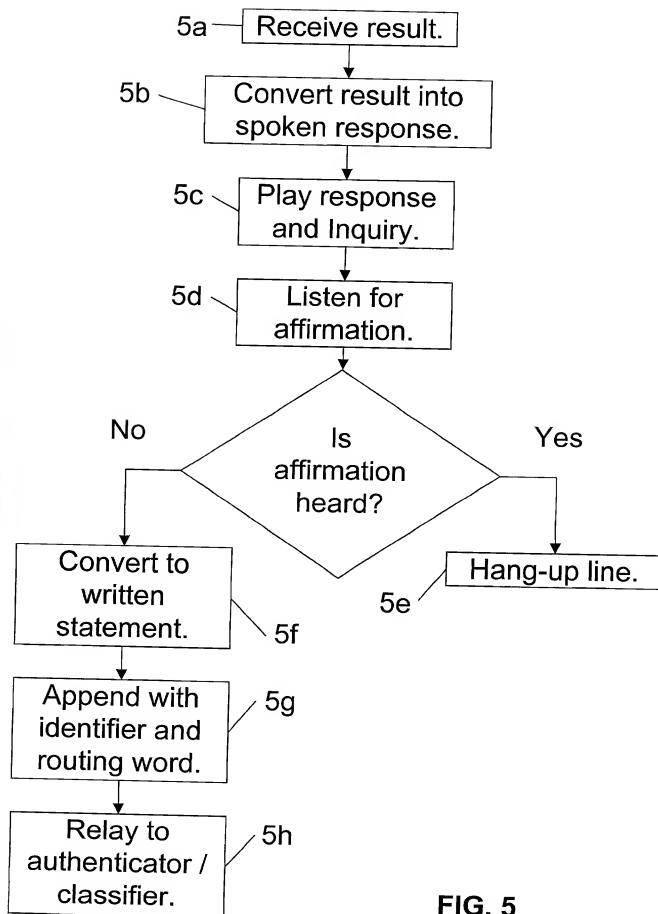 5a
Receive result.
5b
Convert result into
spoken response.
5c
Play response
and Inquiry.
5d
Listen for
affirmation.
No
Is
affirmation
heard?
Yes
Convert to
written
statement.
5f
5e
Hang-up line.
Append with
identifier and
routing word.
5g
Relay to
authenticator /
classifier.
5h
FIG. 5